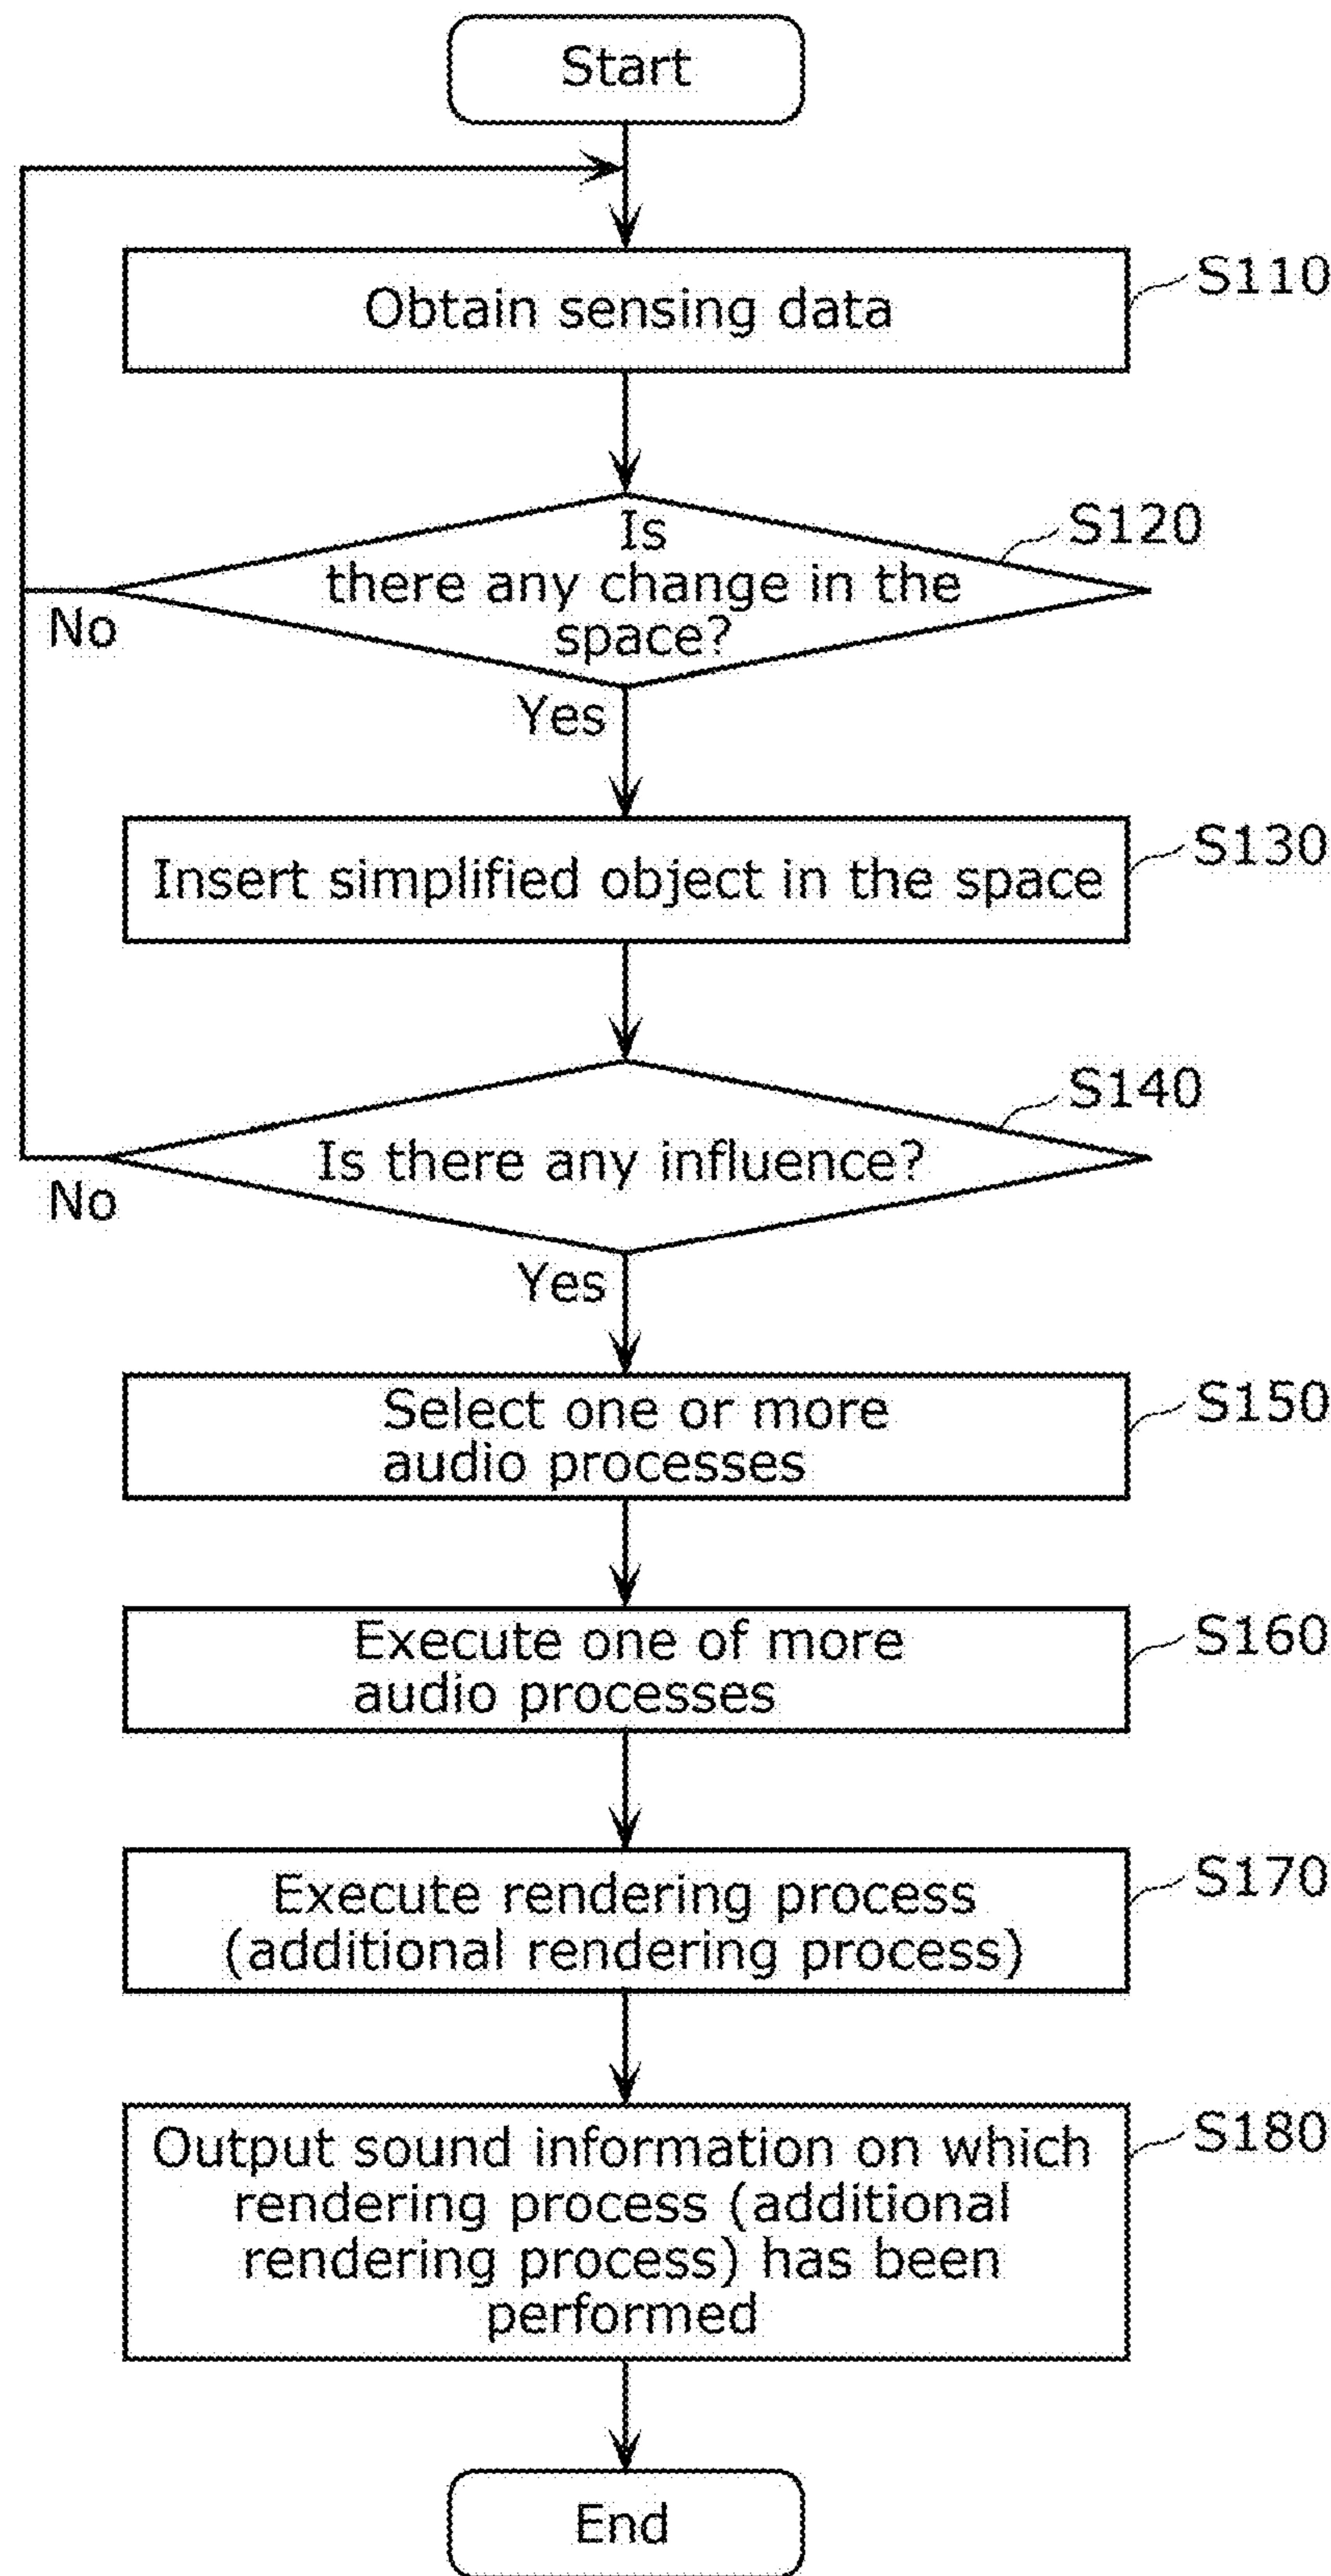 Start
Obtain sensing data
S110
Is
there any change in the
space?
S120
No
Yes
Insert simplified object in the space
S130
Is there any influence?
S140
No
Yes
Select one or more
audio processes
S150
Execute one of more
audio processes
S160
Execute rendering process
(additional rendering process)
S170
Output sound information on which
rendering process (additional
rendering process) has been
performed
S180
End